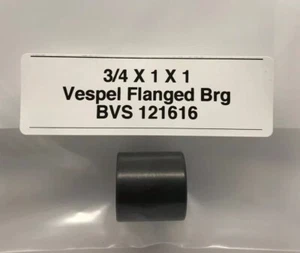 3/4 X 1 X 1
Vespel Flanged Brg
BVS 121616